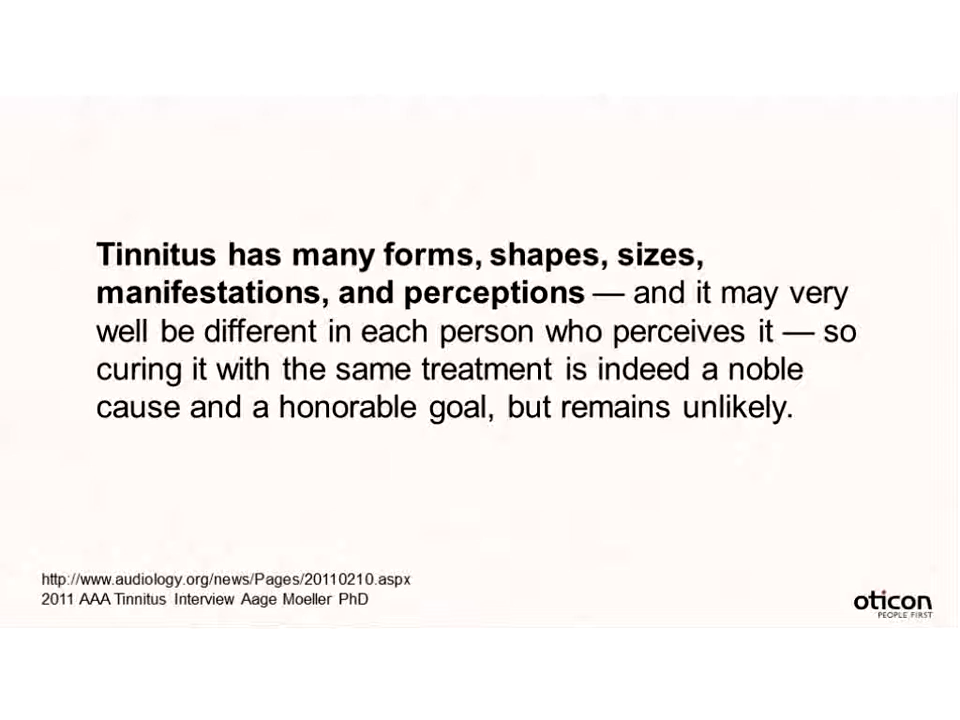 Tinnitus has many forms, shapes, sizes,
manifestations, and perceptions — and it may very
well be different in each person who perceives it — so
curing it with the same treatment is indeed a noble
cause and a honorable goal, but remains unlikely.
http://www.audiology.org/news/Pages/20110210.aspx
2011 AAA Tinnitus Interview Aage Moeller PhD
oticon
PEOPLE FIRST